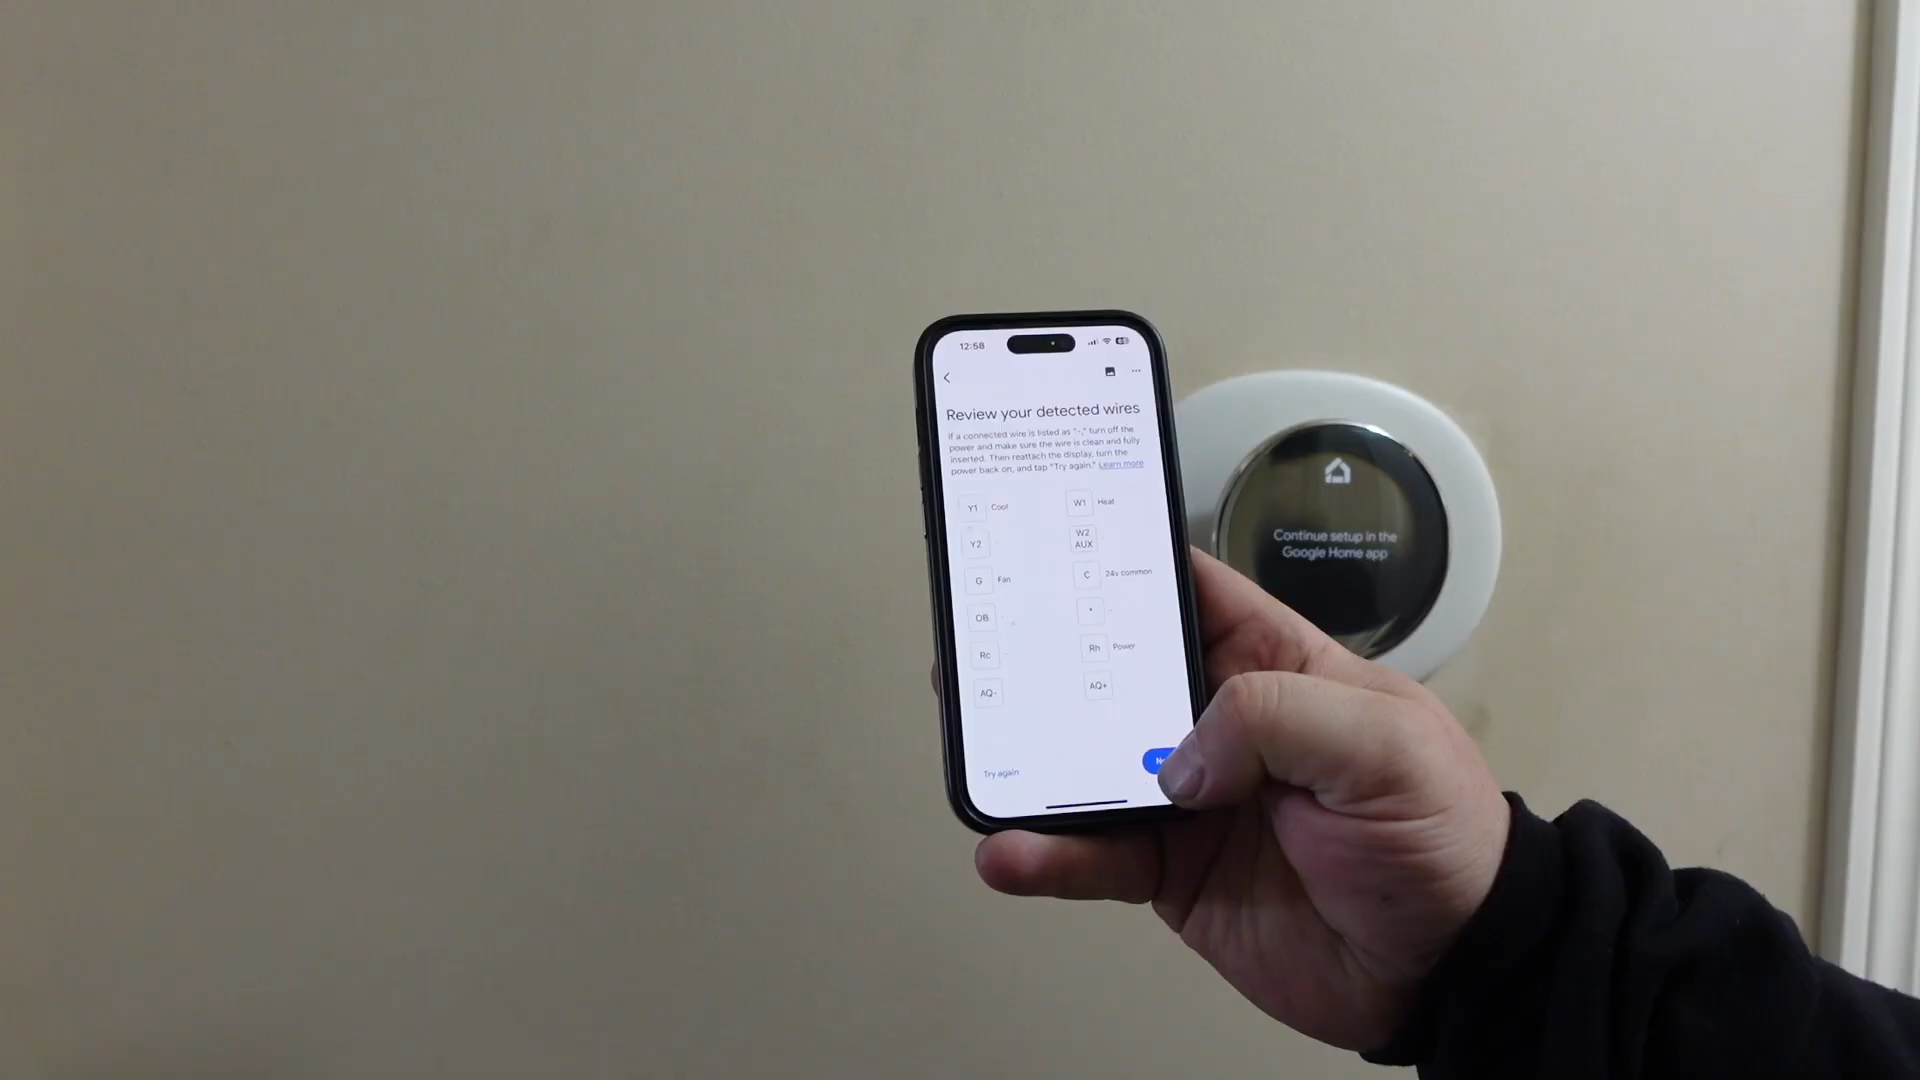 12:58
Review your detected wires
If a connected wire is listed as "-," turn off the
power and make sure the wire is clean and fully
inserted. Then reattach the display, turn the
power back on, and tap "Try again." Learn more
Y1 Cool
W1 Heat
Y2 -
W2
AUX -
G Fan
C 24v common
OB -
* -
Rc -
Rh Power
AQ-
AQ+
Try again
Continue setup in the
Google Home app